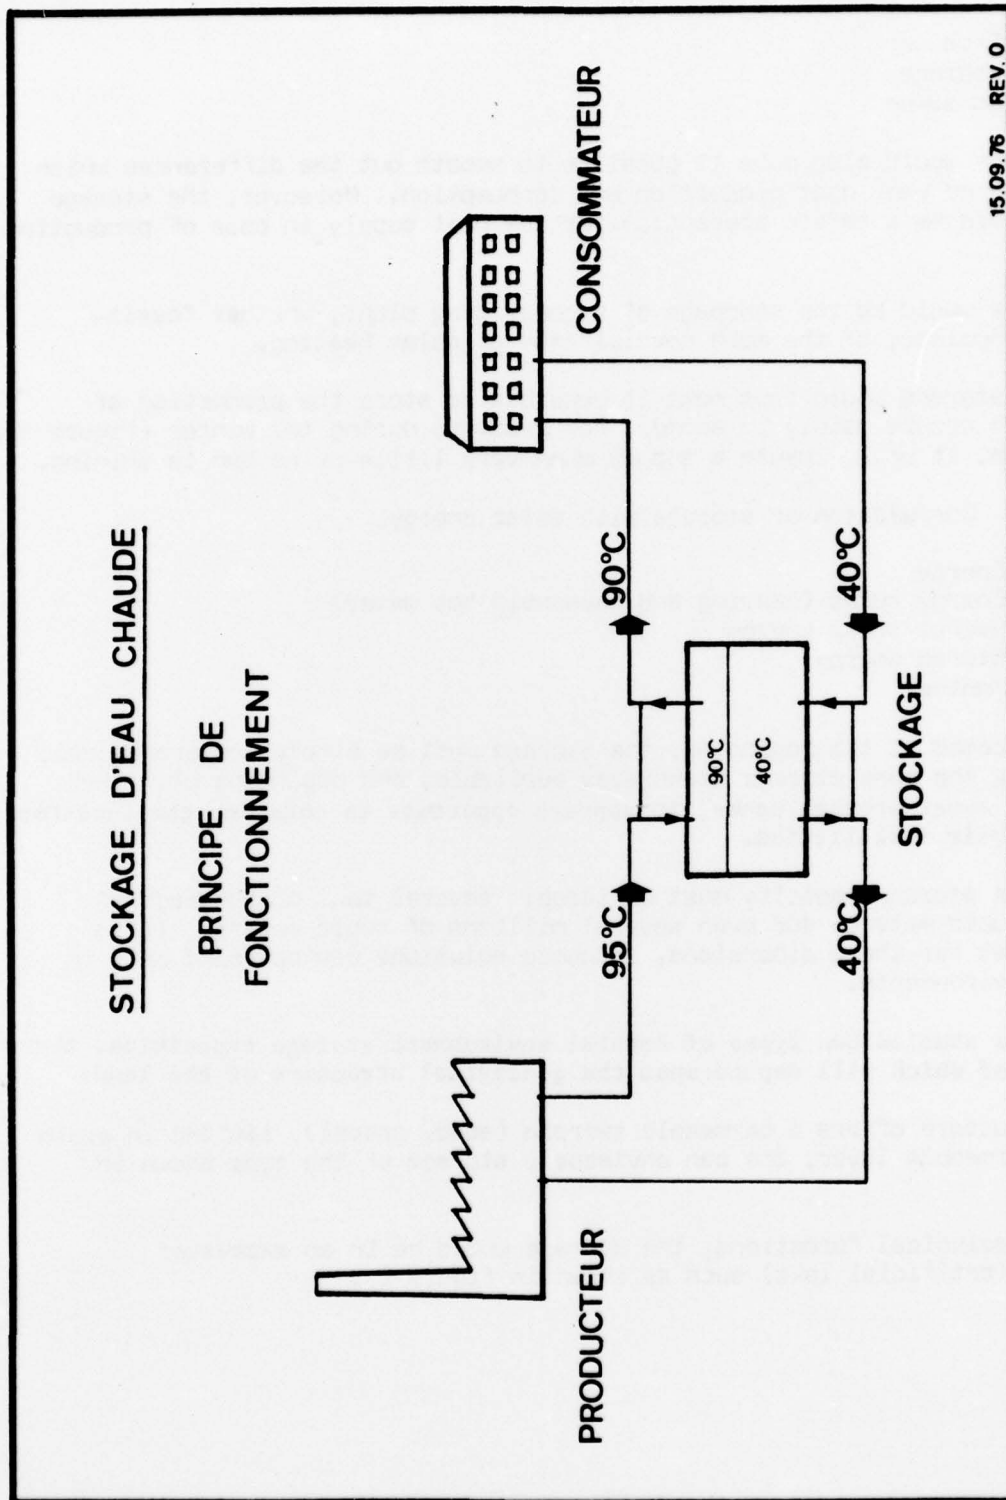 STOCKAGE D'EAU CHAUDE
PRINCIPE DE
FONCTIONNEMENT
PRODUCTEUR
CONSOMMATEUR
95°C
90°C
90°C
40°C
40°C
40°C
STOCKAGE
15.09.76 REV. 0